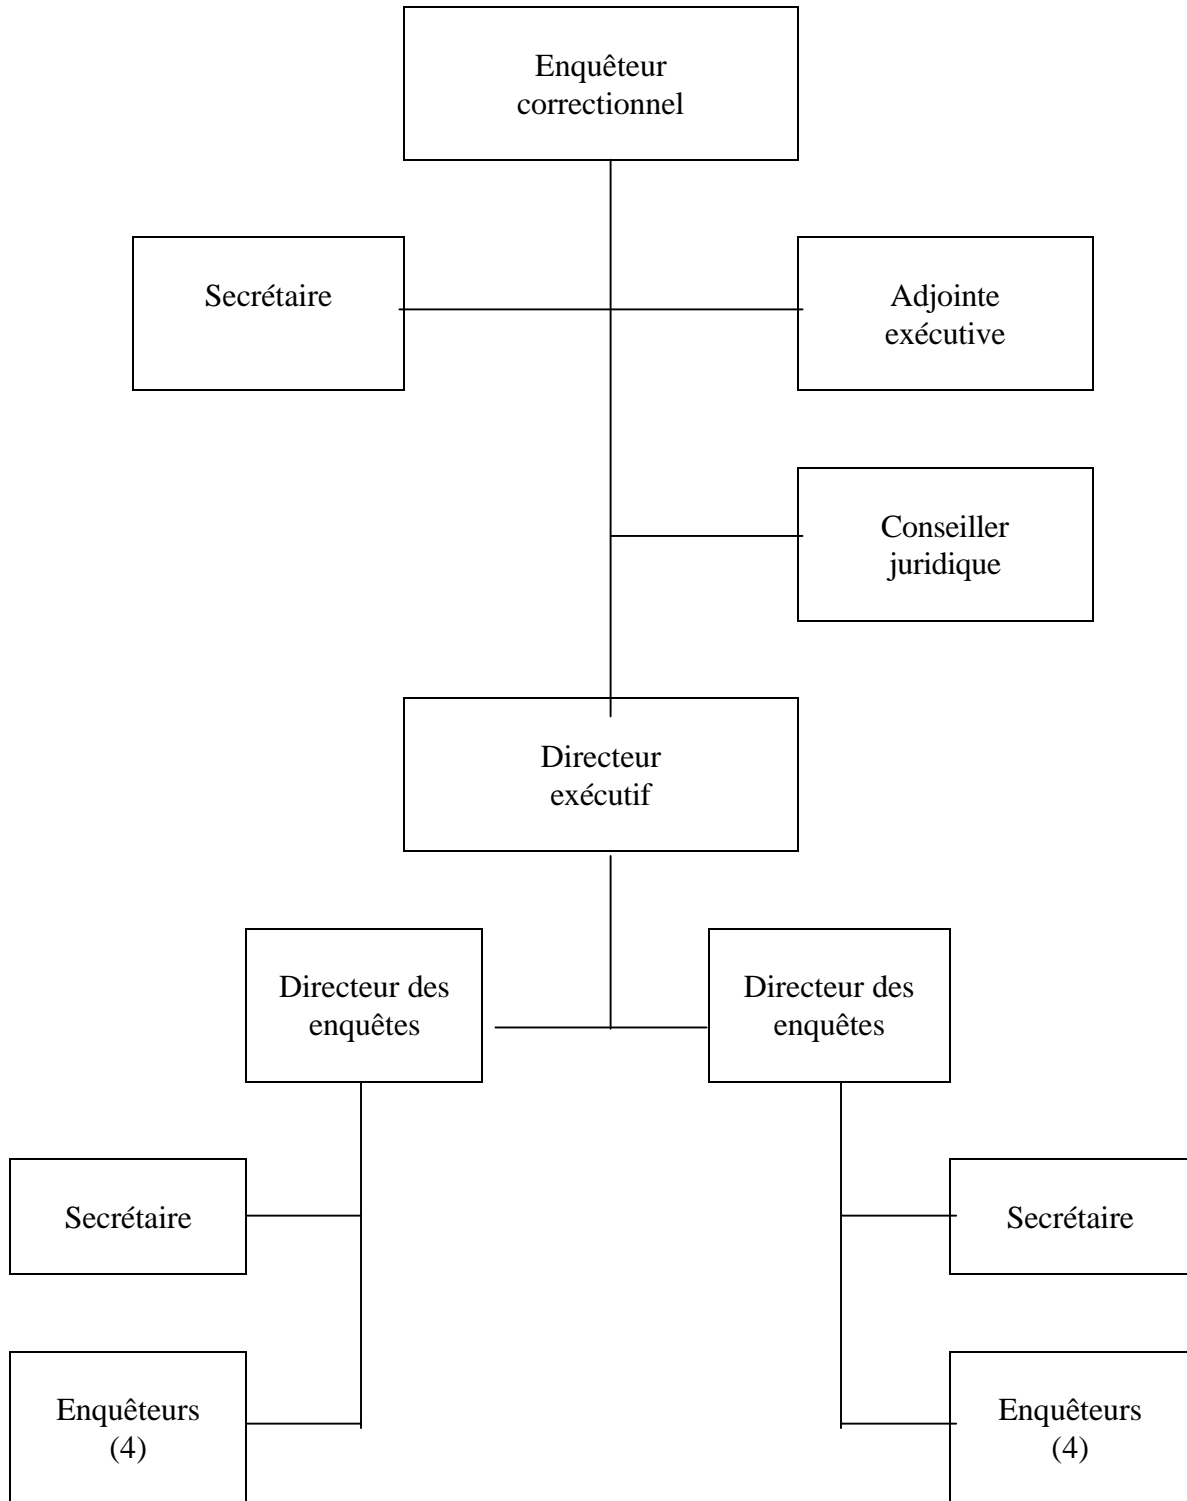 Enquêteur
correctionnel
Secrétaire
Adjointe
exécutive
Conseiller
juridique
Directeur
exécutif
Directeur des
enquêtes
Directeur des
enquêtes
Secrétaire
Secrétaire
Enquêteurs
(4)
Enquêteurs
(4)